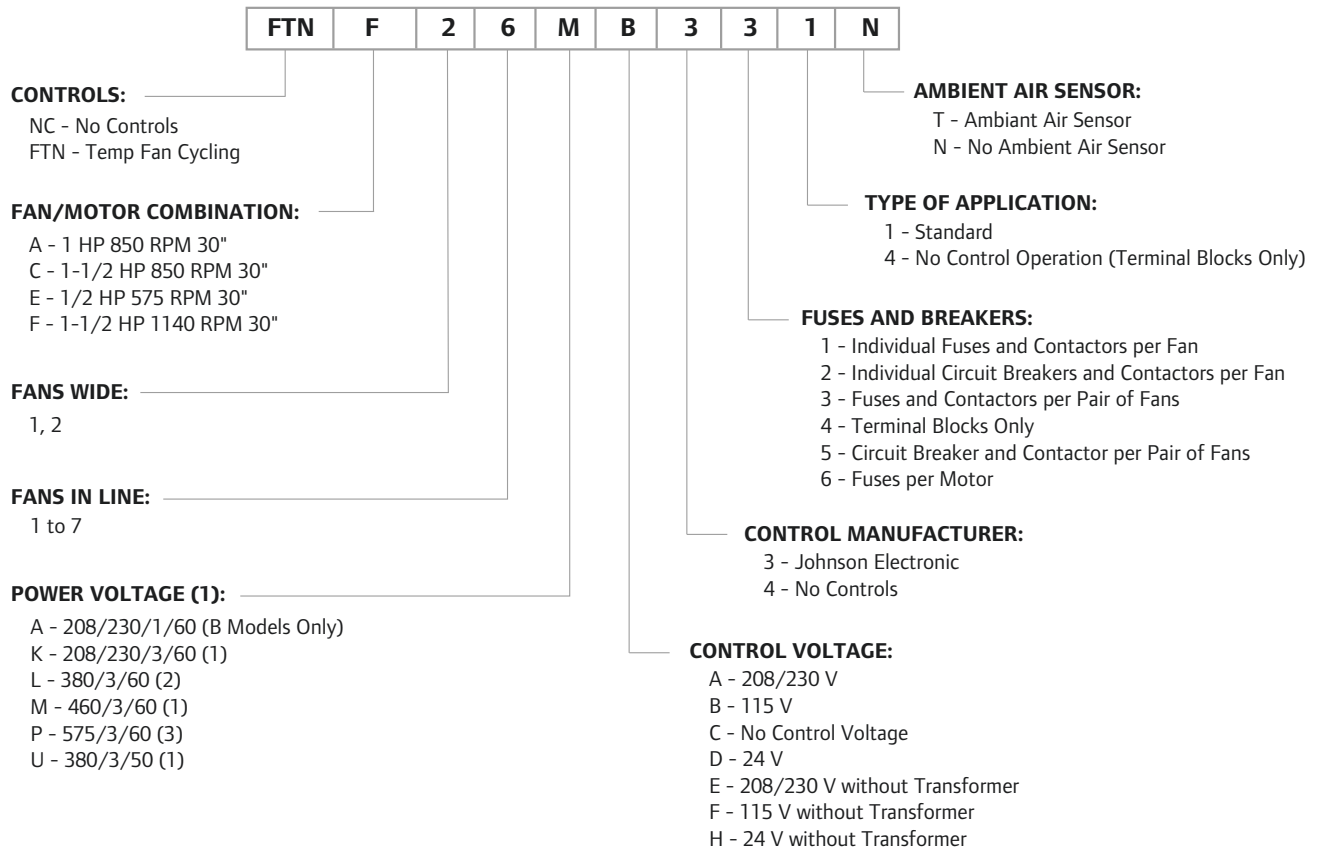 FTN F 2 6 M B 3 3 1 N
CONTROLS:
NC - No Controls
FTN - Temp Fan Cycling
FAN/MOTOR COMBINATION:
A - 1 HP 850 RPM 30"
C - 1-1/2 HP 850 RPM 30"
E - 1/2 HP 575 RPM 30"
F - 1-1/2 HP 1140 RPM 30"
FANS WIDE:
1, 2
FANS IN LINE:
1 to 7
POWER VOLTAGE (1):
A - 208/230/1/60 (B Models Only)
K - 208/230/3/60 (1)
L - 380/3/60 (2)
M - 460/3/60 (1)
P - 575/3/60 (3)
U - 380/3/50 (1)
AMBIENT AIR SENSOR:
T - Ambiant Air Sensor
N - No Ambient Air Sensor
TYPE OF APPLICATION:
1 - Standard
4 - No Control Operation (Terminal Blocks Only)
FUSES AND BREAKERS:
1 - Individual Fuses and Contactors per Fan
2 - Individual Circuit Breakers and Contactors per Fan
3 - Fuses and Contactors per Pair of Fans
4 - Terminal Blocks Only
5 - Circuit Breaker and Contactor per Pair of Fans
6 - Fuses per Motor
CONTROL MANUFACTURER:
3 - Johnson Electronic
4 - No Controls
CONTROL VOLTAGE:
A - 208/230 V
B - 115 V
C - No Control Voltage
D - 24 V
E - 208/230 V without Transformer
F - 115 V without Transformer
H - 24 V without Transformer